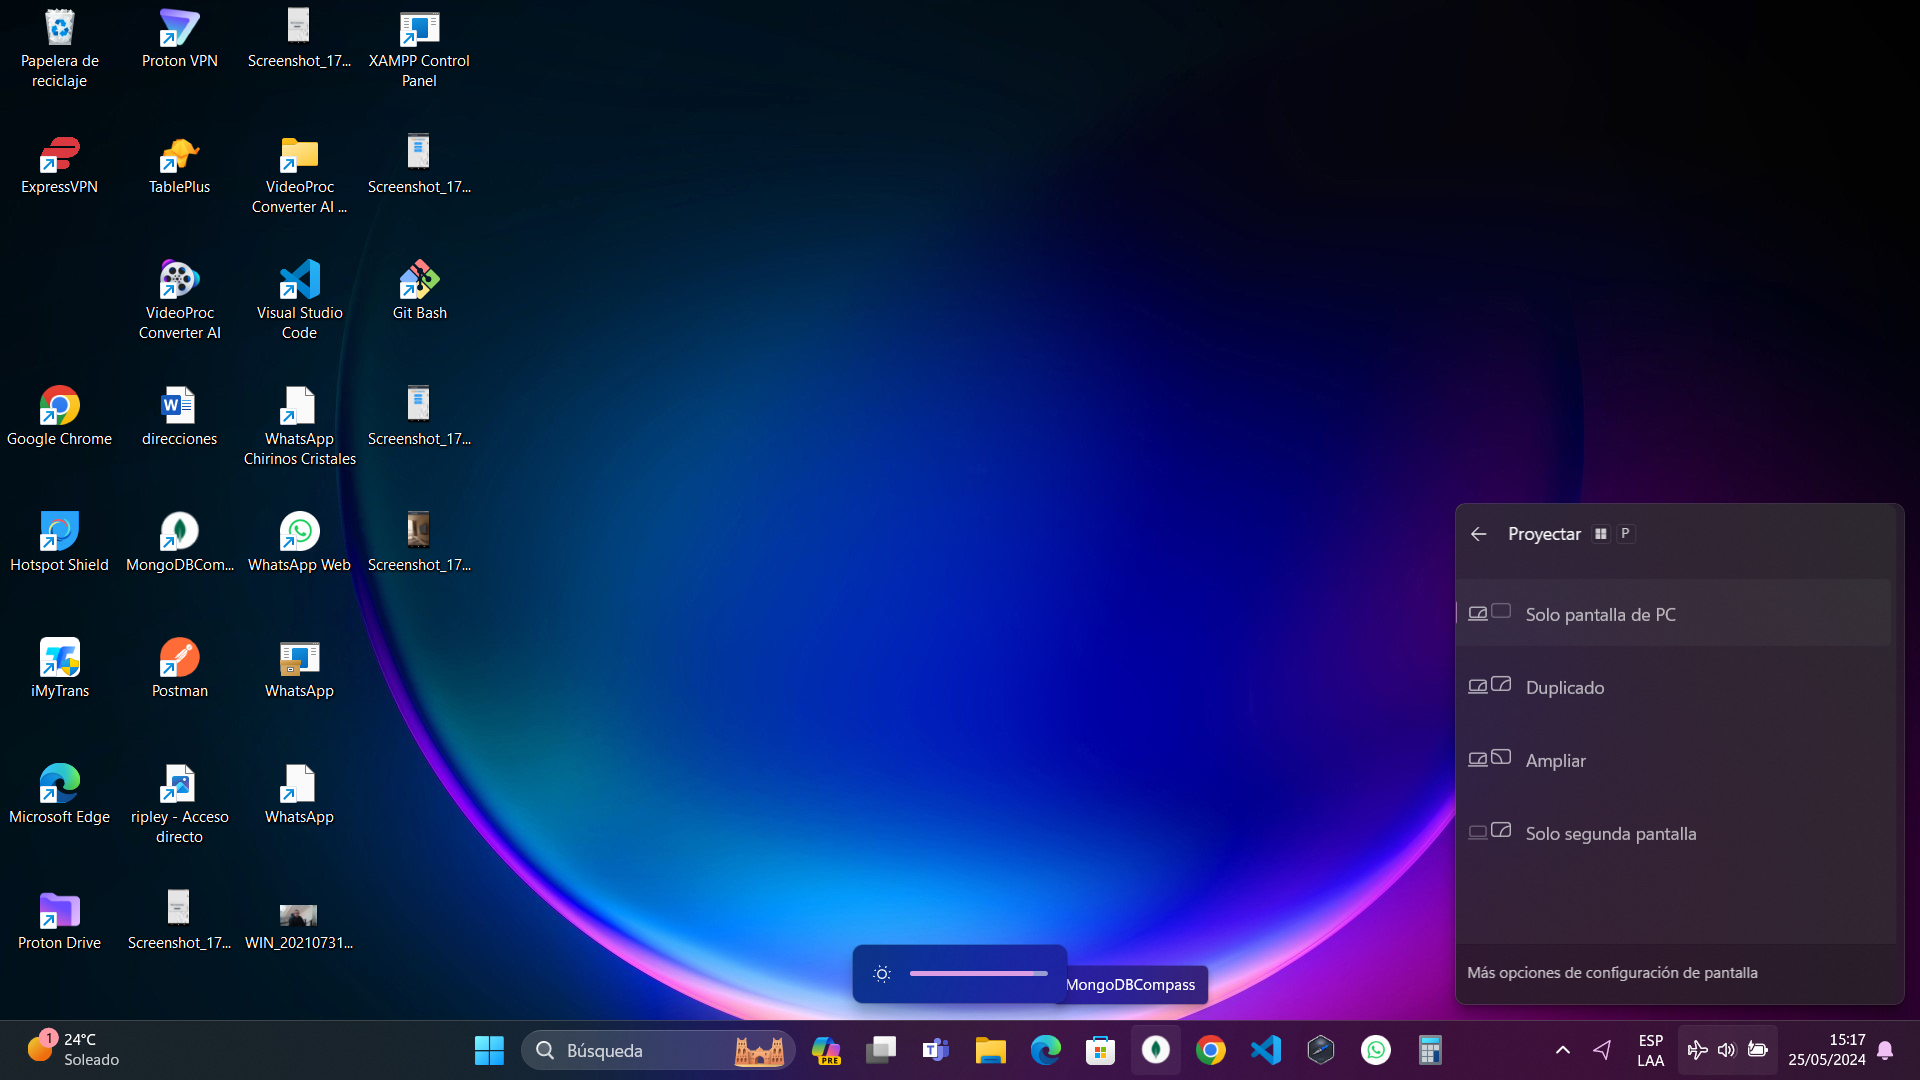 Papelera de
reciclaje
Proton VPN
Screenshot_17...
XAMPP Control
Panel
ExpressVPN
TablePlus
VideoProc
Converter AI ...
Screenshot_17...
VideoProc
Converter AI
Visual Studio
Code
Git Bash
Google Chrome
direcciones
WhatsApp
Chirinos Cristales
Screenshot_17...
Hotspot Shield
MongoDBCom...
WhatsApp Web
Screenshot_17...
iMyTrans
Postman
WhatsApp
Microsoft Edge
ripley - Acceso
directo
WhatsApp
Proton Drive
Screenshot_17...
WIN_20210731...
Proyectar P
Solo pantalla de PC
Duplicado
Ampliar
Solo segunda pantalla
Más opciones de configuración de pantalla
MongoDBCompass
1
24°C
Soleado
Búsqueda
PRE
ESP
LAA
15:17
25/05/2024